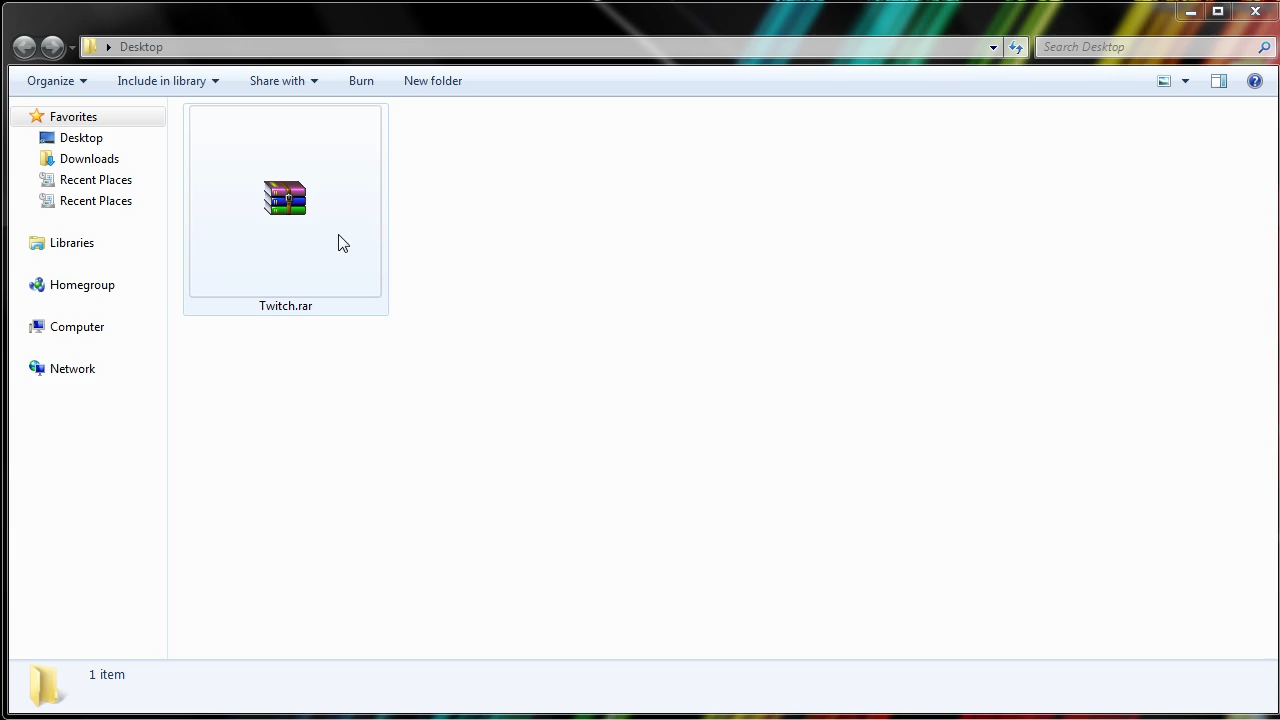 Desktop
Search Desktop
Organize
Include in library
Share with
Burn
New folder
Favorites
Desktop
Downloads
Recent Places
Recent Places
Libraries
Homegroup
Computer
Network
Twitch.rar
1 item